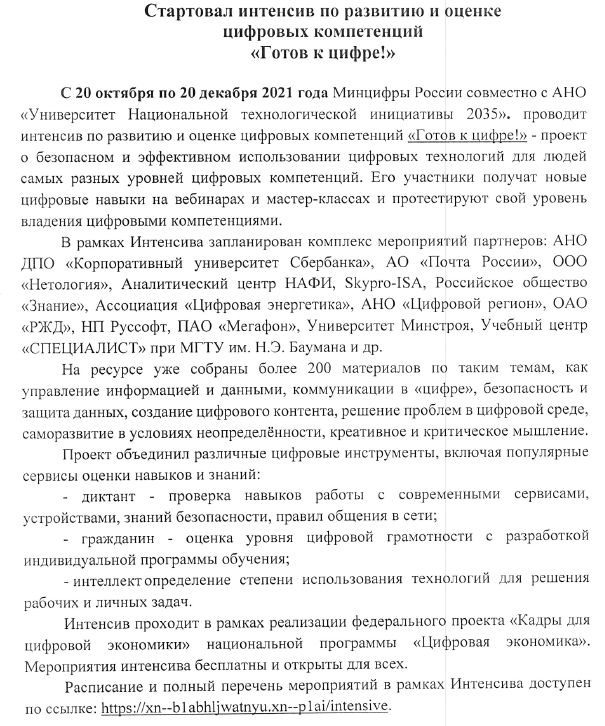 Стартовал интенсив по развитию и оценке
цифровых компетенций
«Готов к цифре!»
С 20 октября по 20 декабря 2021 года Минцифры России совместно с АНО
«Университет Национальной технологической инициативы 2035». проводит
интенсив по развитию и оценке цифровых компетенций «Готов к цифре!» - проект
о безопасном и эффективном использовании цифровых технологий для людей
самых разных уровней цифровых компетенций. Его участники получат новые
цифровые навыки на вебинарах и мастер-классах и протестируют свой уровень
владения цифровыми компетенциями.
В рамках Интенсива запланирован комплекс мероприятий партнеров: АНО
ДПО «Корпоративный университет Сбербанка», АО «Почта России», ООО
«Нетология», Аналитический центр НАФИ, Skypro-ISA, Российское общество
«Знание», Ассоциация «Цифровая энергетика», АНО «Цифровой регион», ОАО
«РЖД», НП Руссофт, ПАО «Мегафон», Университет Минстроя, Учебный центр
«СПЕЦИАЛИСТ» при МГТУ им. Н.Э. Баумана и др.
На ресурсе уже собраны более 200 материалов по таким темам, как
управление информацией и данными, коммуникации в «цифре», безопасность и
защита данных, создание цифрового контента, решение проблем в цифровой среде,
саморазвитие в условиях неопределённости, креативное и критическое мышление.
Проект объединил различные цифровые инструменты, включая популярные
сервисы оценки навыков и знаний:
- диктант - проверка навыков работы с современными сервисами,
устройствами, знаний безопасности, правил общения в сети;
- гражданин - оценка уровня цифровой грамотности с разработкой
индивидуальной программы обучения;
- интеллект определение степени использования технологий для решения
рабочих и личных задач.
Интенсив проходит в рамках реализации федерального проекта «Кадры для
цифровой экономики» национальной программы «Цифровая экономика».
Мероприятия интенсива бесплатны и открыты для всех.
Расписание и полный перечень мероприятий в рамках Интенсива доступен
по ссылке: https://xn--b1abhljwatnyu.xn--p1ai/intensive.